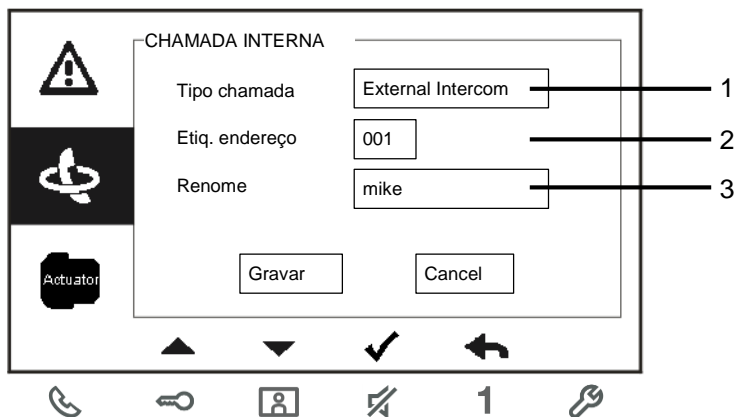 CHAMADA INTERNA
Tipo chamada External Intercom 1
Etiq. endereço 001 2
Renome mike 3
Actuator
Gravar Cancel
1